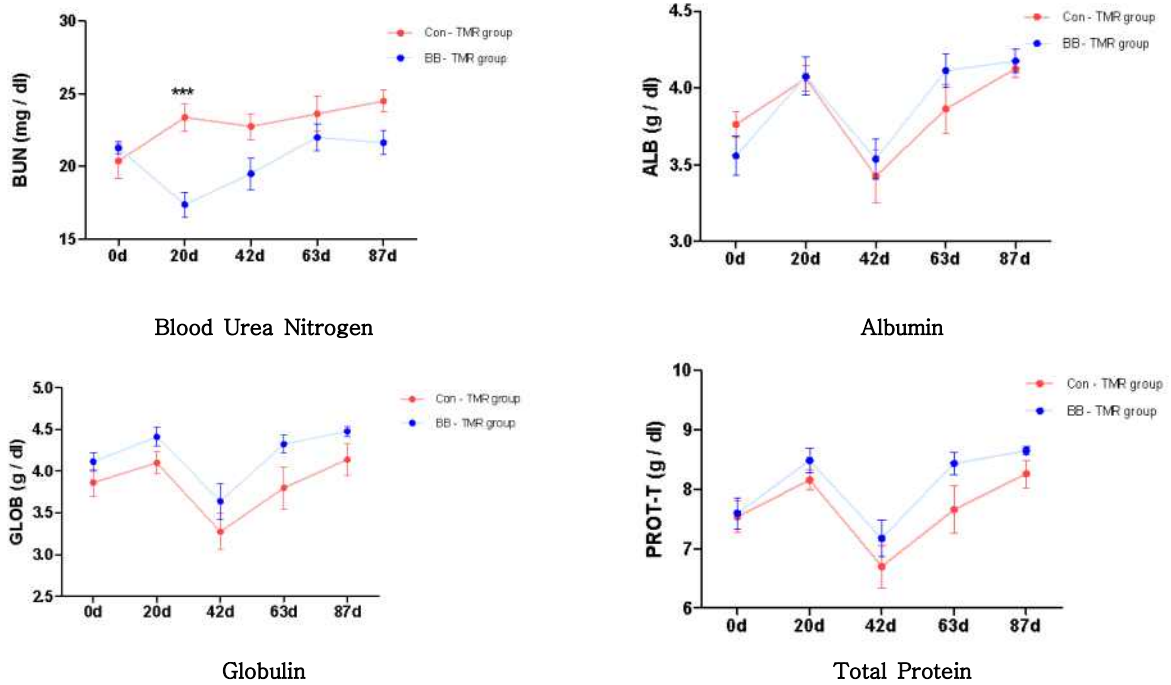 30
25
20
15
BUN (mg / dl)
***
Con - TMR group
BB - TMR group
0d 20d 42d 63d 87d
Blood Urea Nitrogen
4.5
4.0
3.5
3.0
ALB (g / dl)
Con - TMR group
BB - TMR group
0d 20d 42d 63d 87d
Albumin
5.0
4.5
4.0
3.5
3.0
2.5
GLOB (g / dl)
Con - TMR group
BB - TMR group
0d 20d 42d 63d 87d
Globulin
10
9
8
7
6
PROT-T (g / dl)
Con - TMR group
BB - TMR group
0d 20d 42d 63d 87d
Total Protein